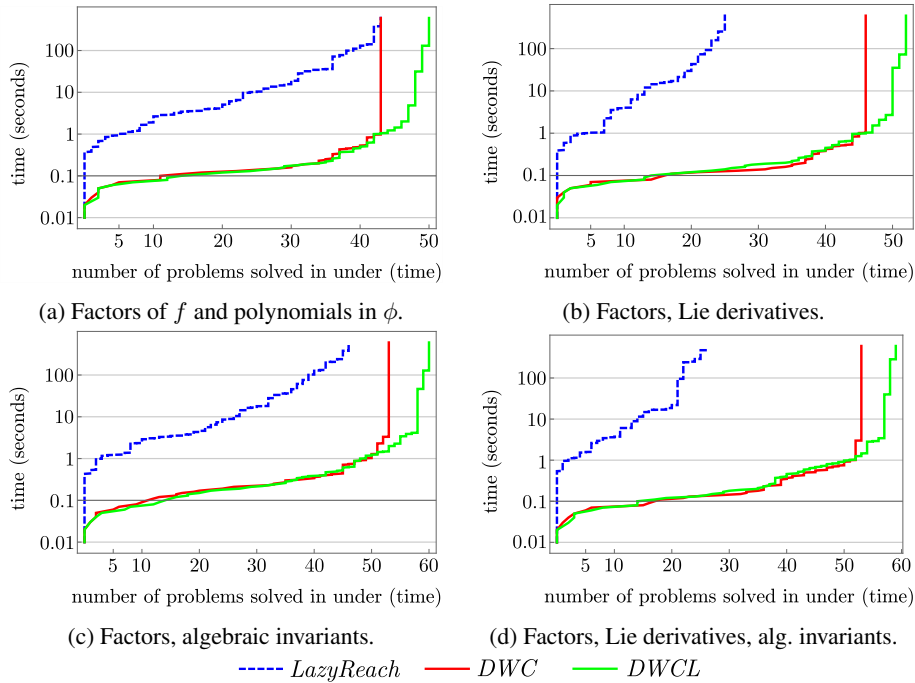 100
10
1
0.1
0.01
time (seconds)
5 10 20 30 40 50
number of problems solved in under (time)
(a) Factors of f and polynomials in ϕ.
100
10
1
0.1
0.01
time (seconds)
5 10 20 30 40 50
number of problems solved in under (time)
(b) Factors, Lie derivatives.
100
10
1
0.1
0.01
time (seconds)
5 10 20 30 40 50 60
number of problems solved in under (time)
(c) Factors, algebraic invariants.
100
10
1
0.1
0.01
time (seconds)
5 10 20 30 40 50 60
number of problems solved in under (time)
(d) Factors, Lie derivatives, alg. invariants.
LazyReach DWC DWCL